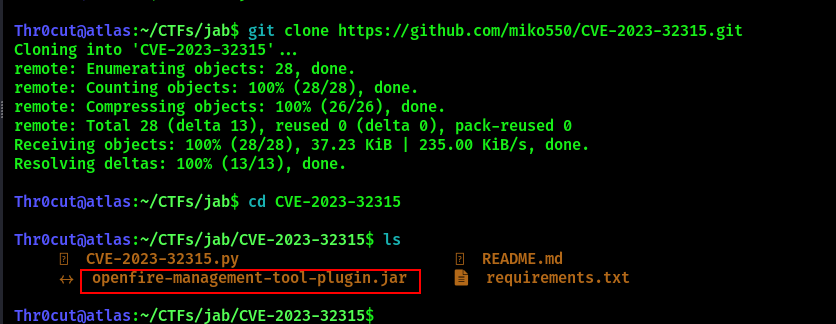 Thr0cut@atlas:~/CTFs/jab$ git clone https://github.com/miko550/CVE-2023-32315.git
Cloning into 'CVE-2023-32315'...
remote: Enumerating objects: 28, done.
remote: Counting objects: 100% (28/28), done.
remote: Compressing objects: 100% (26/26), done.
remote: Total 28 (delta 13), reused 0 (delta 0), pack-reused 0
Receiving objects: 100% (28/28), 37.23 KiB | 235.00 KiB/s, done.
Resolving deltas: 100% (13/13), done.
Thr0cut@atlas:~/CTFs/jab$ cd CVE-2023-32315
Thr0cut@atlas:~/CTFs/jab/CVE-2023-32315$ ls
CVE-2023-32315.py README.md
openfire-management-tool-plugin.jar requirements.txt
Thr0cut@atlas:~/CTFs/jab/CVE-2023-32315$